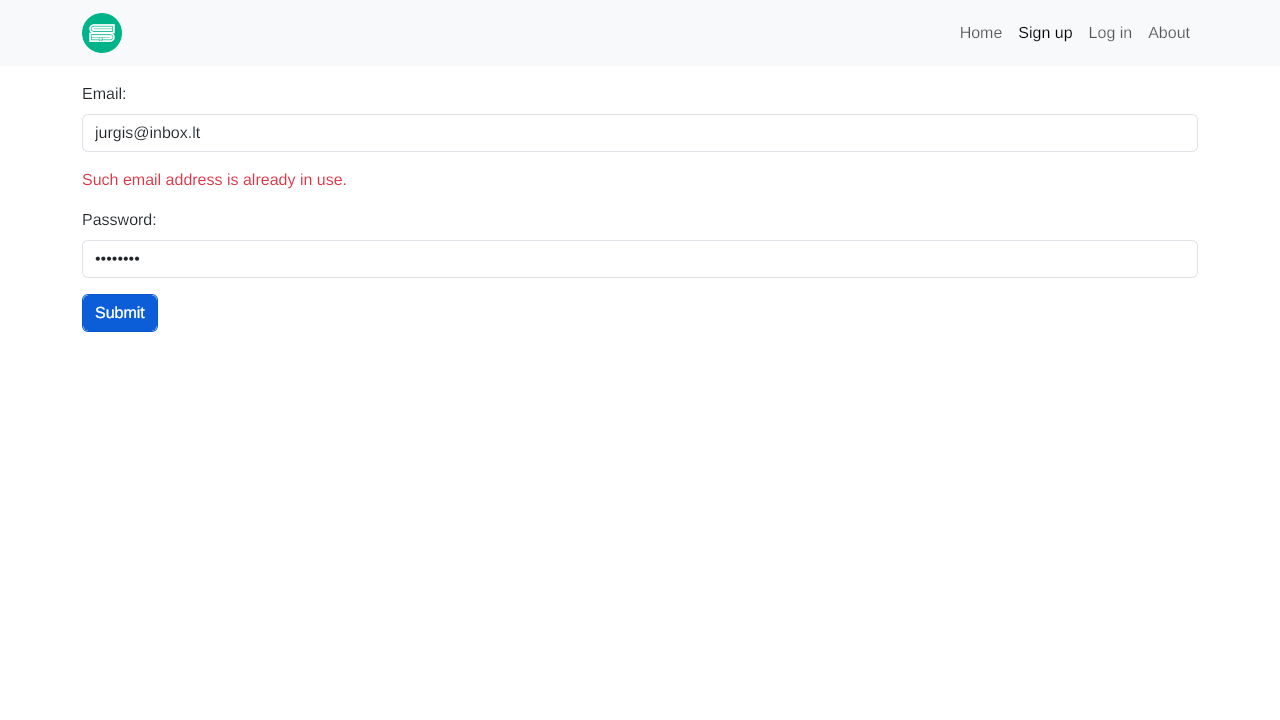 Home Sign up Log in About
Email:
jurgis@inbox.lt
Such email address is already in use.
Password:
••••••••
Submit